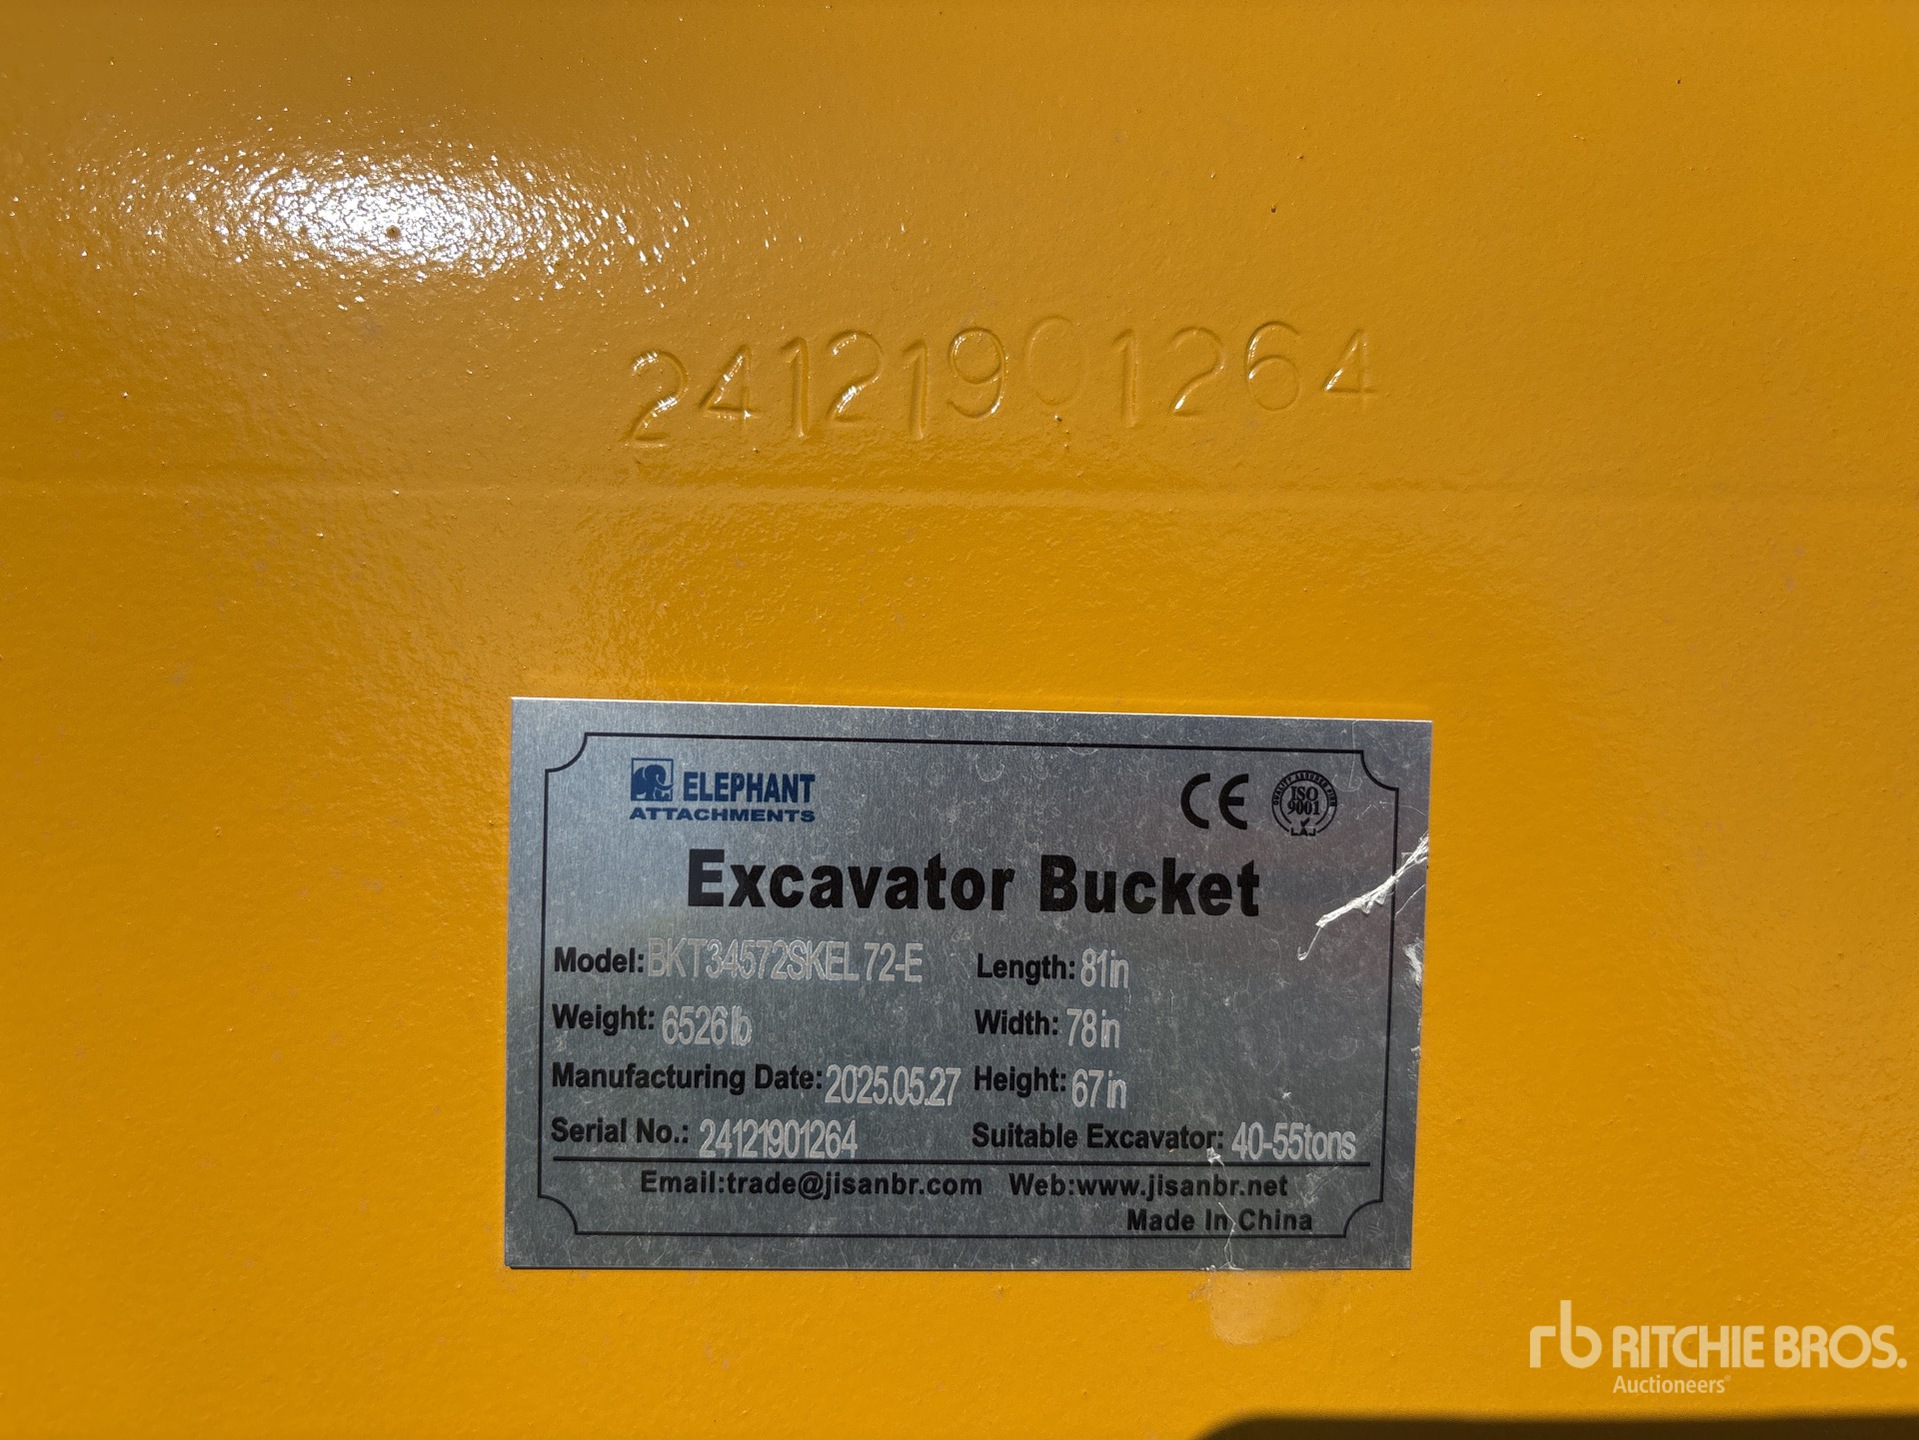 24121901264
ELEPHANT
ATTACHMENTS
CE
ISO
9001
Excavator Bucket
Model: BKT34572SKEL72-E Length: 81in
Weight: 6526lb Width: 78in
Manufacturing Date: 2025.05.27 Height: 67in
Serial No.: 24121901264 Suitable Excavator: 40-55tons
Email:trade@jisanbr.com Web:www.jisanbr.net
Made In China
rb RITCHIE BROS.
Auctioneers